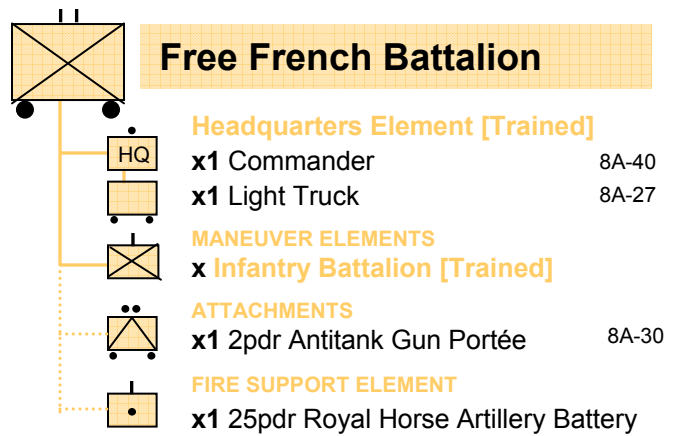 Free French Battalion
Headquarters Element [Trained]
HQ
x1 Commander 8A-40
x1 Light Truck 8A-27
MANEUVER ELEMENTS
x Infantry Battalion [Trained]
ATTACHMENTS
x1 2pdr Antitank Gun Portée 8A-30
FIRE SUPPORT ELEMENT
x1 25pdr Royal Horse Artillery Battery